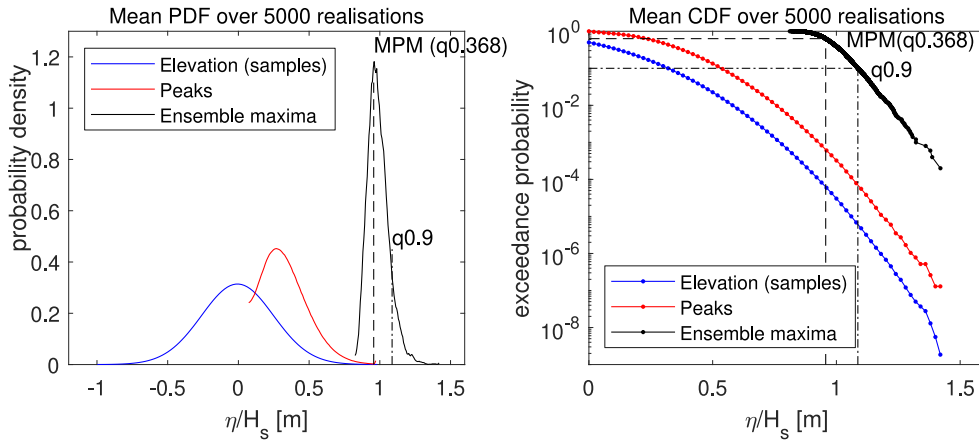 Mean PDF over 5000 realisations
MPM (q0.368)
1.2
1
0.8
0.6
0.4
0.2
0
probability density
Elevation (samples)
Peaks
Ensemble maxima
q0.9
-1
-0.5
0
0.5
1
1.5
η/H_s [m]
Mean CDF over 5000 realisations
MPM(q0.368)
q0.9
10^0
10^-2
10^-4
10^-6
10^-8
exceedance probability
Elevation (samples)
Peaks
Ensemble maxima
0
0.5
1
1.5
η/H_s [m]